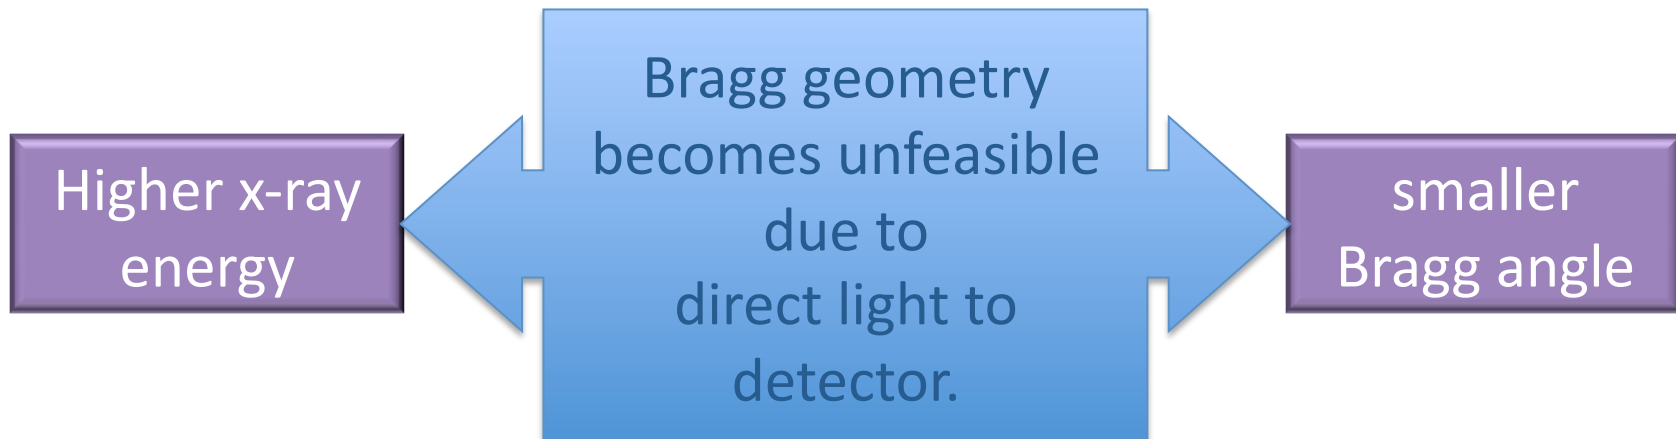 Higher x-ray
energy
Bragg geometry
becomes unfeasible
due to
direct light to
detector.
smaller
Bragg angle